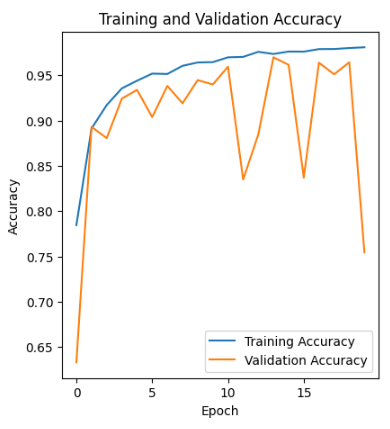 Training and Validation Accuracy
Accuracy
0.95
0.90
0.85
0.80
0.75
0.70
0.65
Training Accuracy
Validation Accuracy
0 5 10 15
Epoch